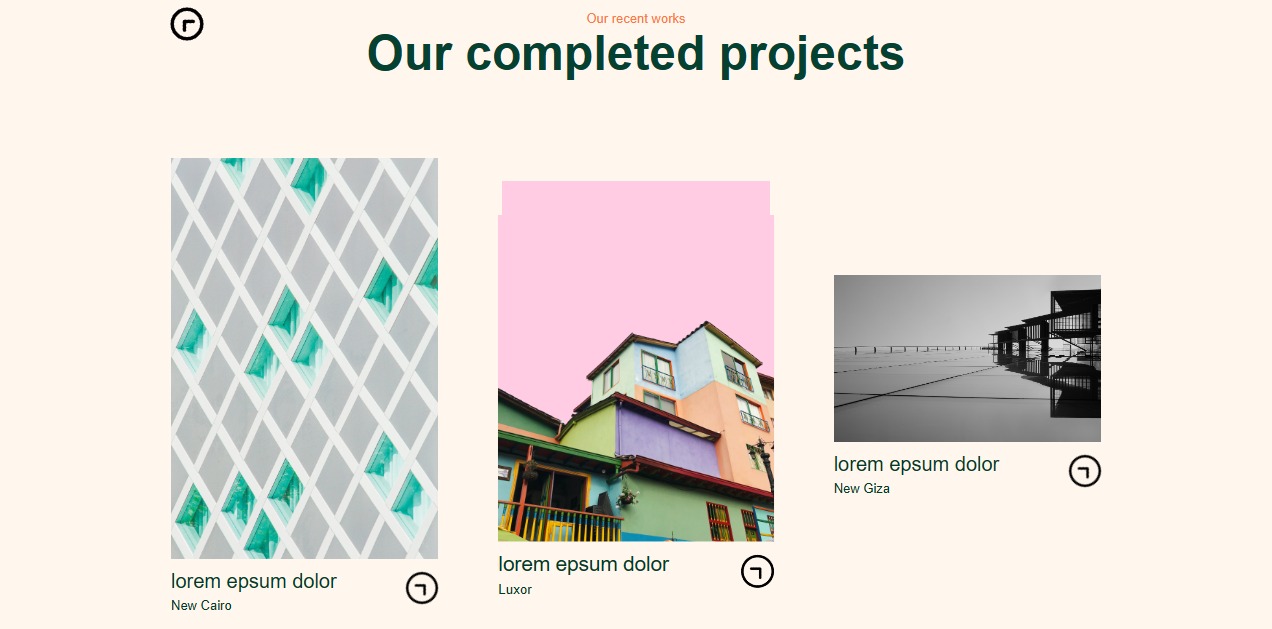 Our recent works
Our completed projects
lorem epsum dolor
New Cairo
lorem epsum dolor
Luxor
lorem epsum dolor
New Giza